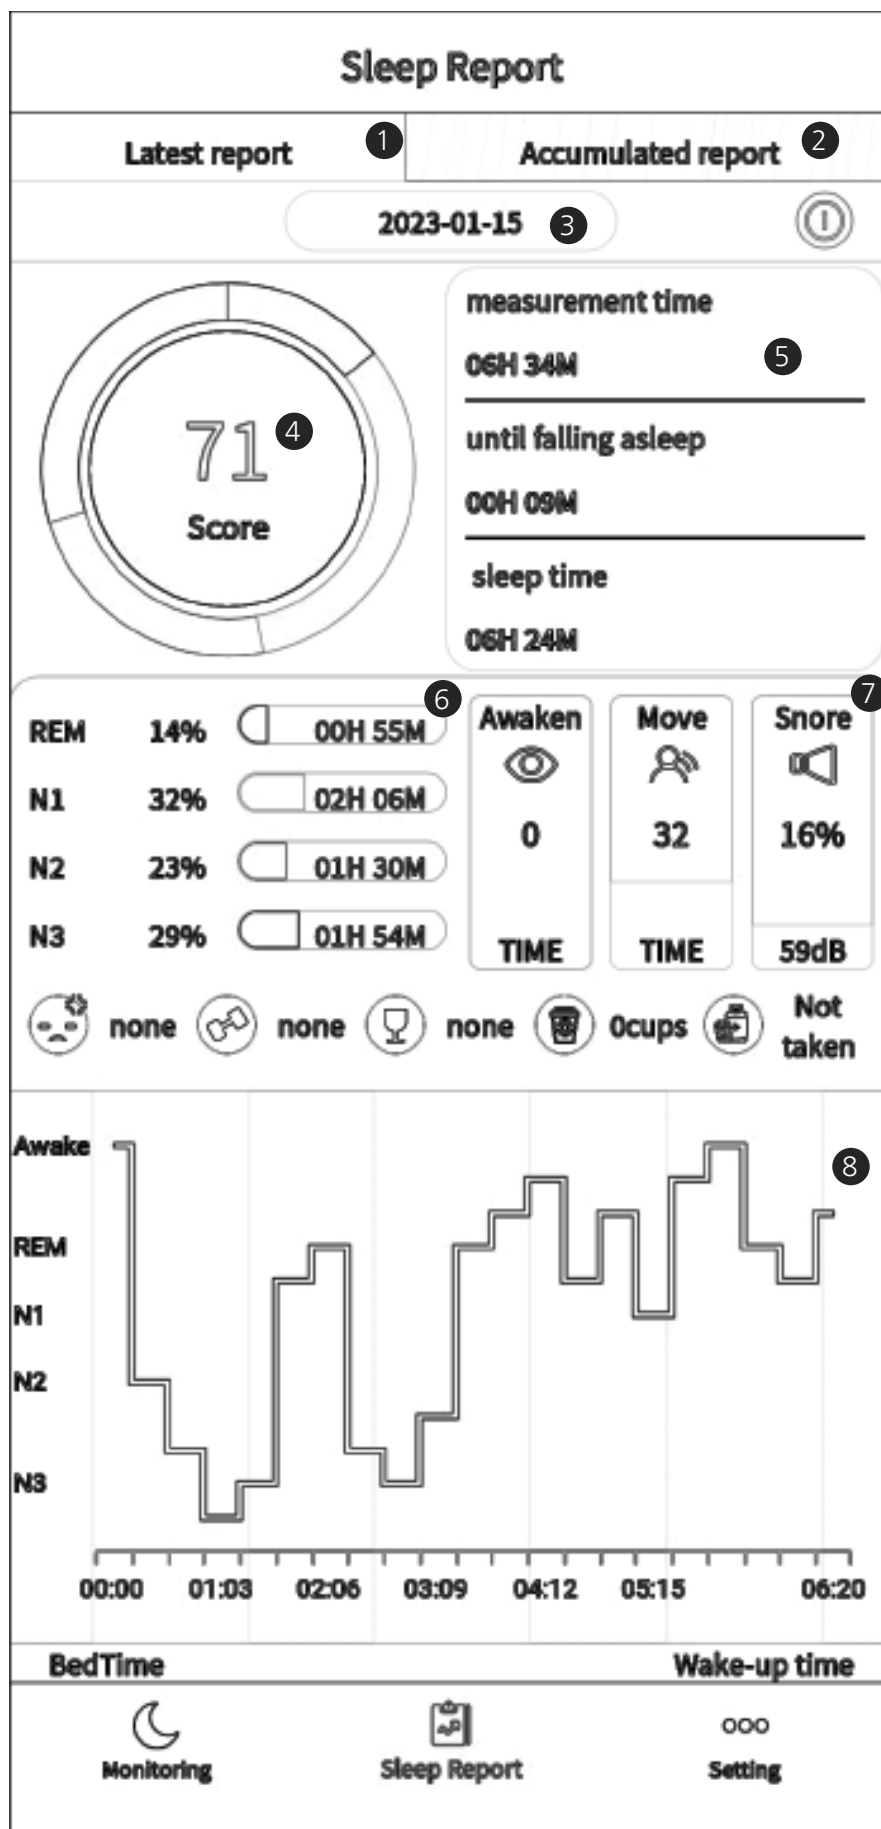 Sleep Report
Latest report 1 Accumulated report 2
2023-01-15 3
measurement time
06H 34M 5
until falling asleep
00H 09M
sleep time
06H 24M
71 4
Score
6
REM 14% 00H 55M
N1 32% 02H 06M
N2 23% 01H 30M
N3 29% 01H 54M
7
Awaken Move Snore
0 32 16%
TIME TIME 59dB
none none none 0cups Not
taken
8
Awake
REM
N1
N2
N3
00:00 01:03 02:06 03:09 04:12 05:15 06:20
BedTime Wake-up time
Monitoring Sleep Report Setting